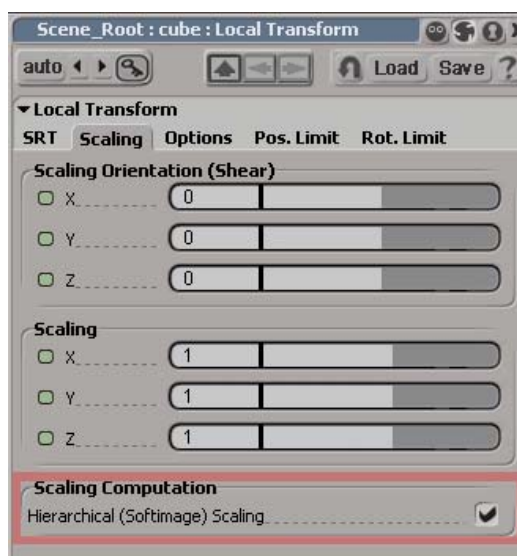 Scene_Root : cube : Local Transform
auto Load Save ?
Local Transform
SRT Scaling Options Pos. Limit Rot. Limit
Scaling Orientation (Shear)
X 0
Y 0
Z 0
Scaling
X 1
Y 1
Z 1
Scaling Computation
Hierarchical (Softimage) Scaling